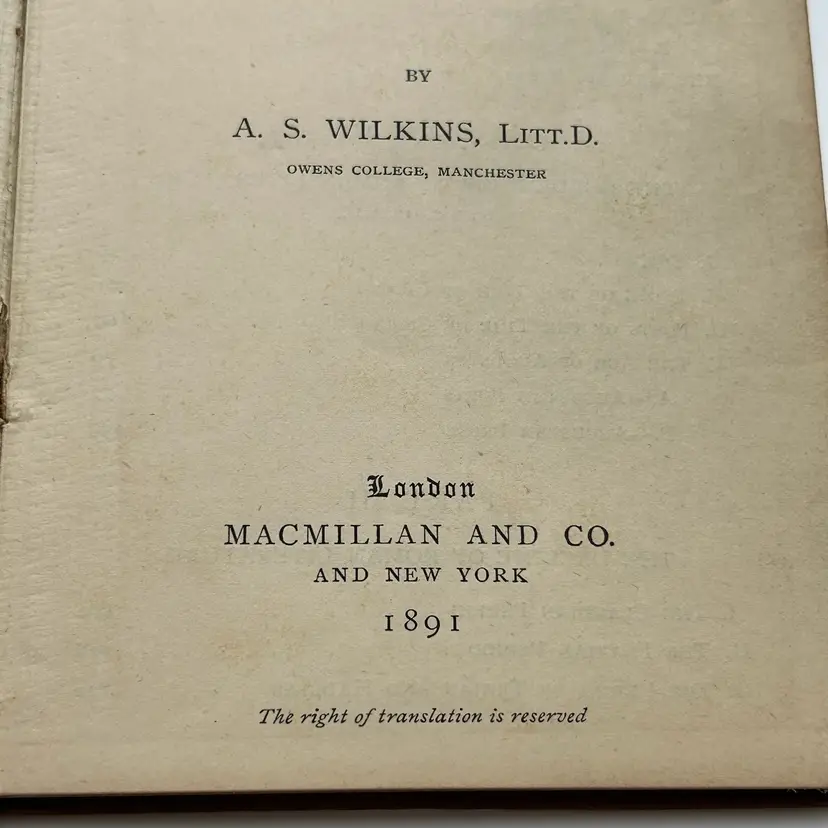 BY
A. S. WILKINS, LITT.D.
OWENS COLLEGE, MANCHESTER
London
MACMILLAN AND CO.
AND NEW YORK
1891
The right of translation is reserved